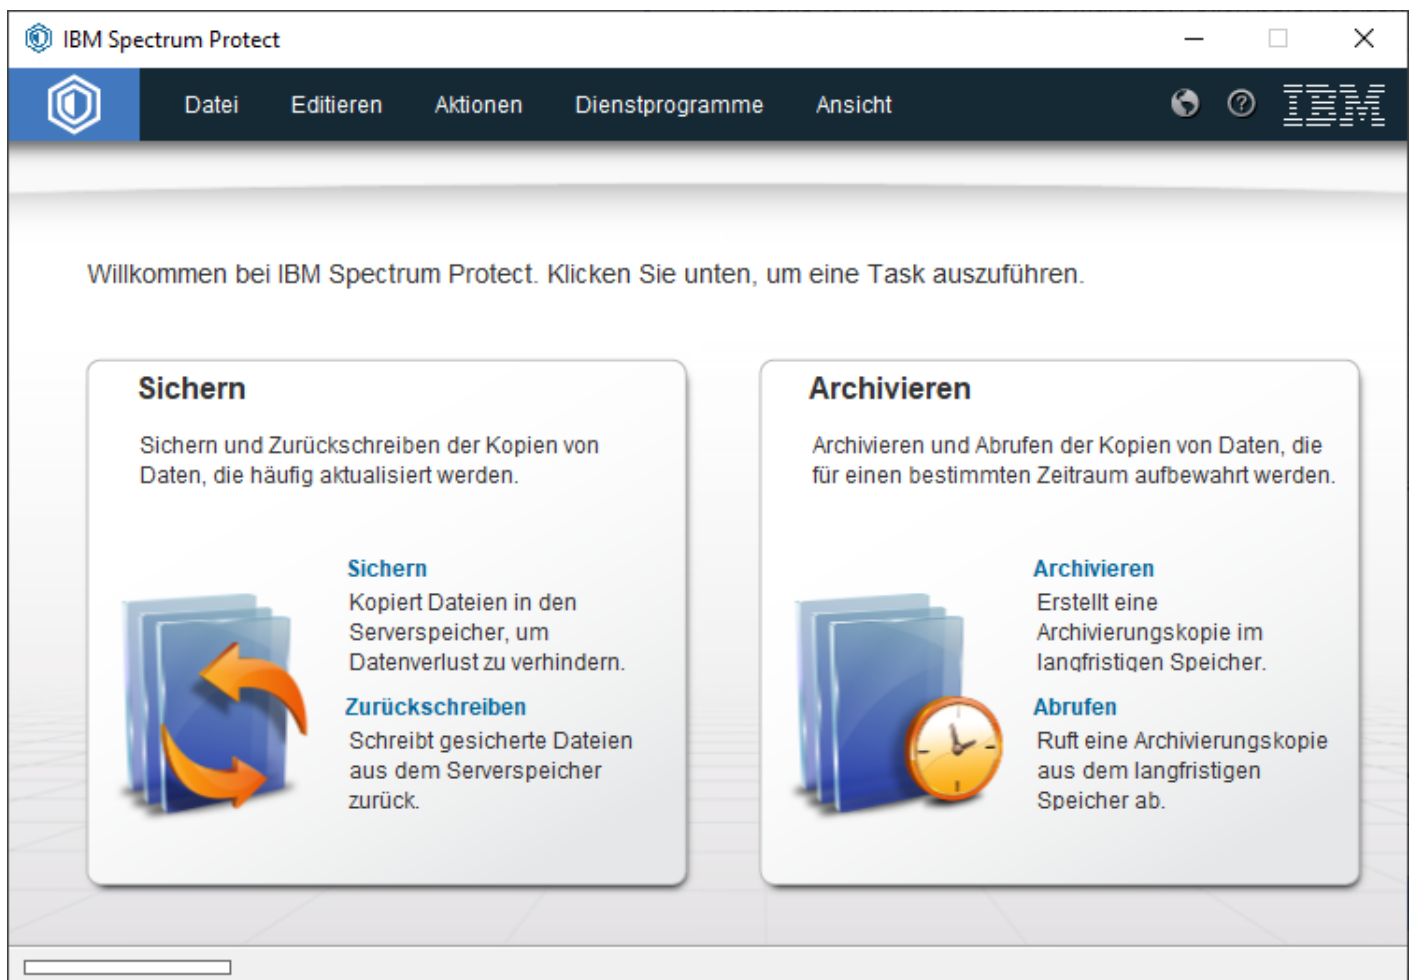 IBM Spectrum Protect
Datei Editieren Aktionen Dienstprogramme Ansicht ? IBM
Willkommen bei IBM Spectrum Protect. Klicken Sie unten, um eine Task auszuführen.
Sichern
Sichern und Zurückschreiben der Kopien von
Daten, die häufig aktualisiert werden.
Sichern
Kopiert Dateien in den
Serverspeicher, um
Datenverlust zu verhindern.
Zurückschreiben
Schreibt gesicherte Dateien
aus dem Serverspeicher
zurück.
Archivieren
Archivieren und Abrufen der Kopien von Daten, die
für einen bestimmten Zeitraum aufbewahrt werden.
Archivieren
Erstellt eine
Archivierungskopie im
langfristigen Speicher.
Abrufen
Ruft eine Archivierungskopie
aus dem langfristigen
Speicher ab.